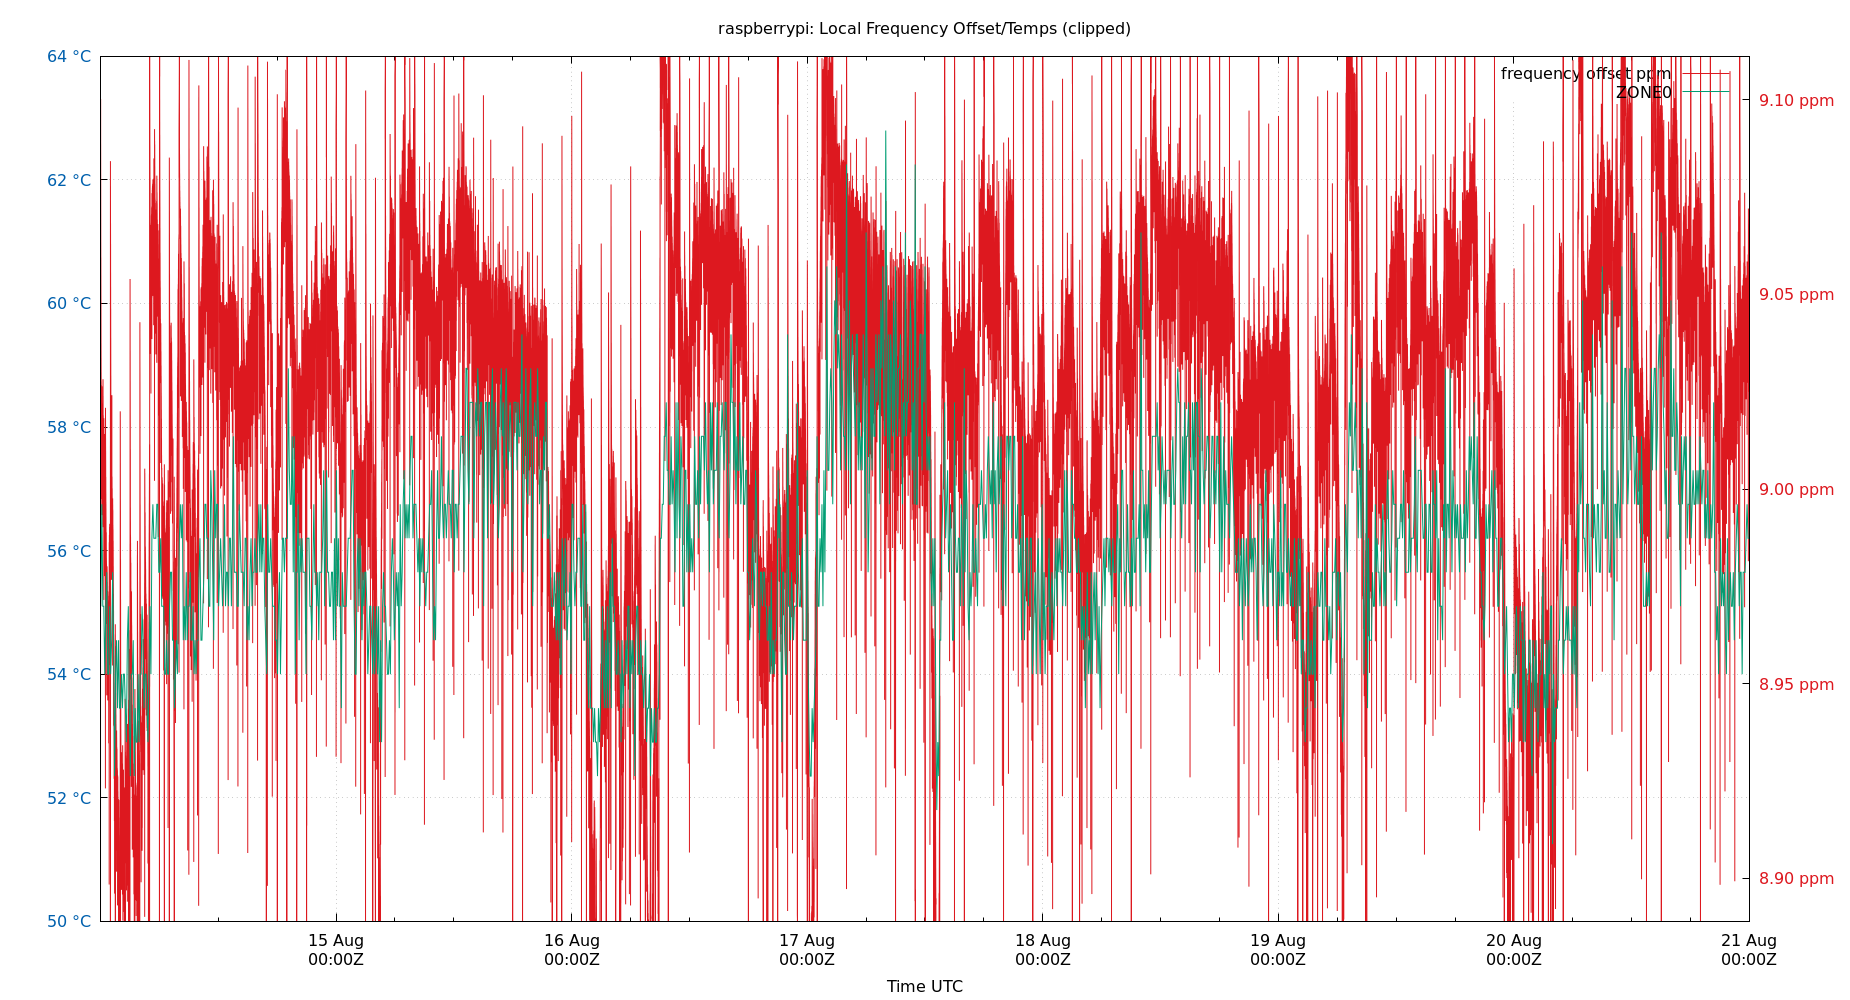 raspberrypi: Local Frequency Offset/Temps (clipped)
64 °C
62 °C
60 °C
58 °C
56 °C
54 °C
52 °C
50 °C
frequency offset ppm
ZONE0
9.10 ppm
9.05 ppm
9.00 ppm
8.95 ppm
8.90 ppm
15 Aug 16 Aug 17 Aug 18 Aug 19 Aug 20 Aug 21 Aug
00:00Z 00:00Z 00:00Z 00:00Z 00:00Z 00:00Z 00:00Z
Time UTC